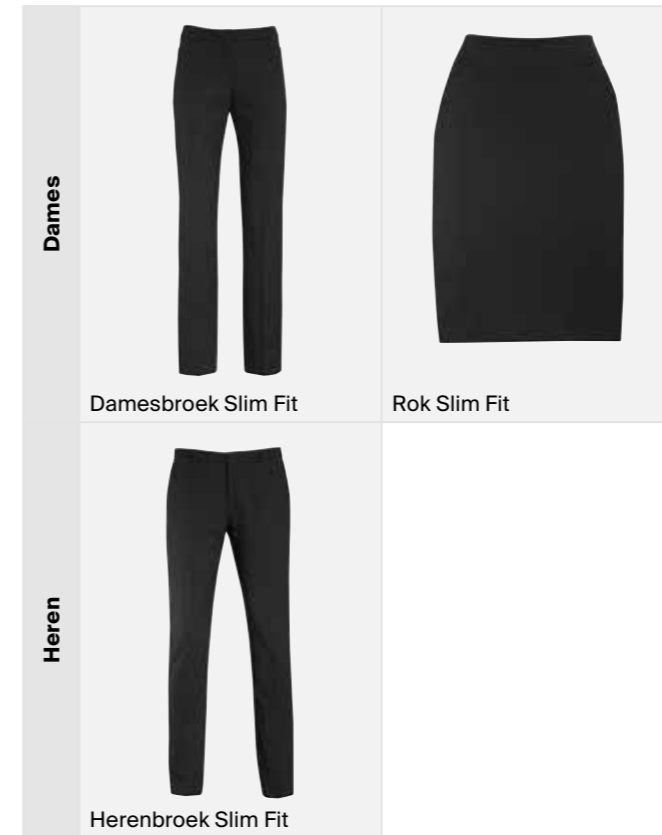 Dames
Damesbroek Slim Fit
Rok Slim Fit
Heren
Herenbroek Slim Fit